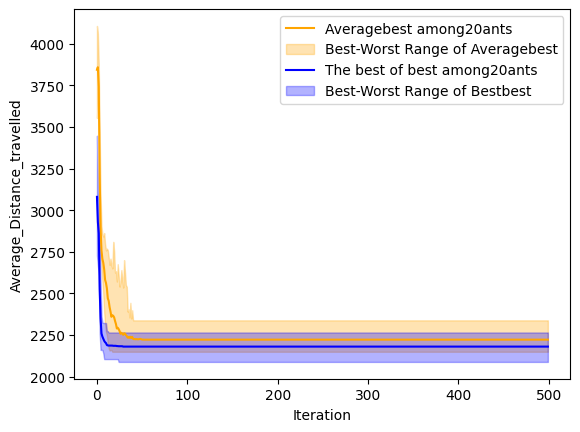 Averagebest among20ants
Best-Worst Range of Averagebest
The best of best among20ants
Best-Worst Range of Bestbest
Average_Distance_travelled
4000
3750
3500
3250
3000
2750
2500
2250
2000
0
100
200
300
400
500
Iteration